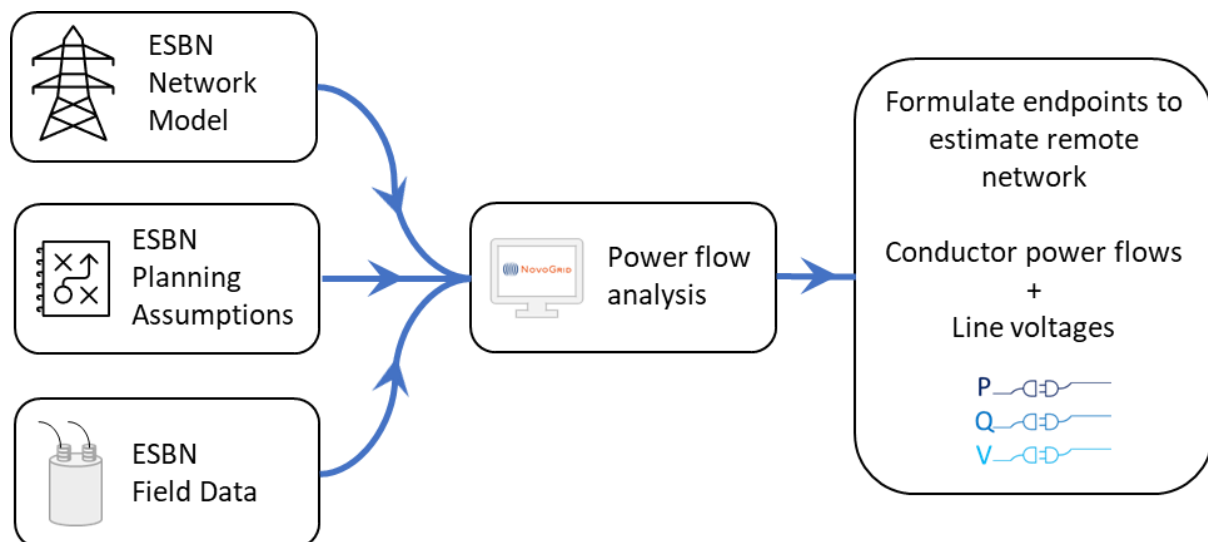 ESBN
Network
Model
ESBN
Planning
Assumptions
ESBN
Field Data
NOVOGRID
Power flow
analysis
Formulate endpoints to
estimate remote
network
Conductor power flows
+
Line voltages
P
Q
V